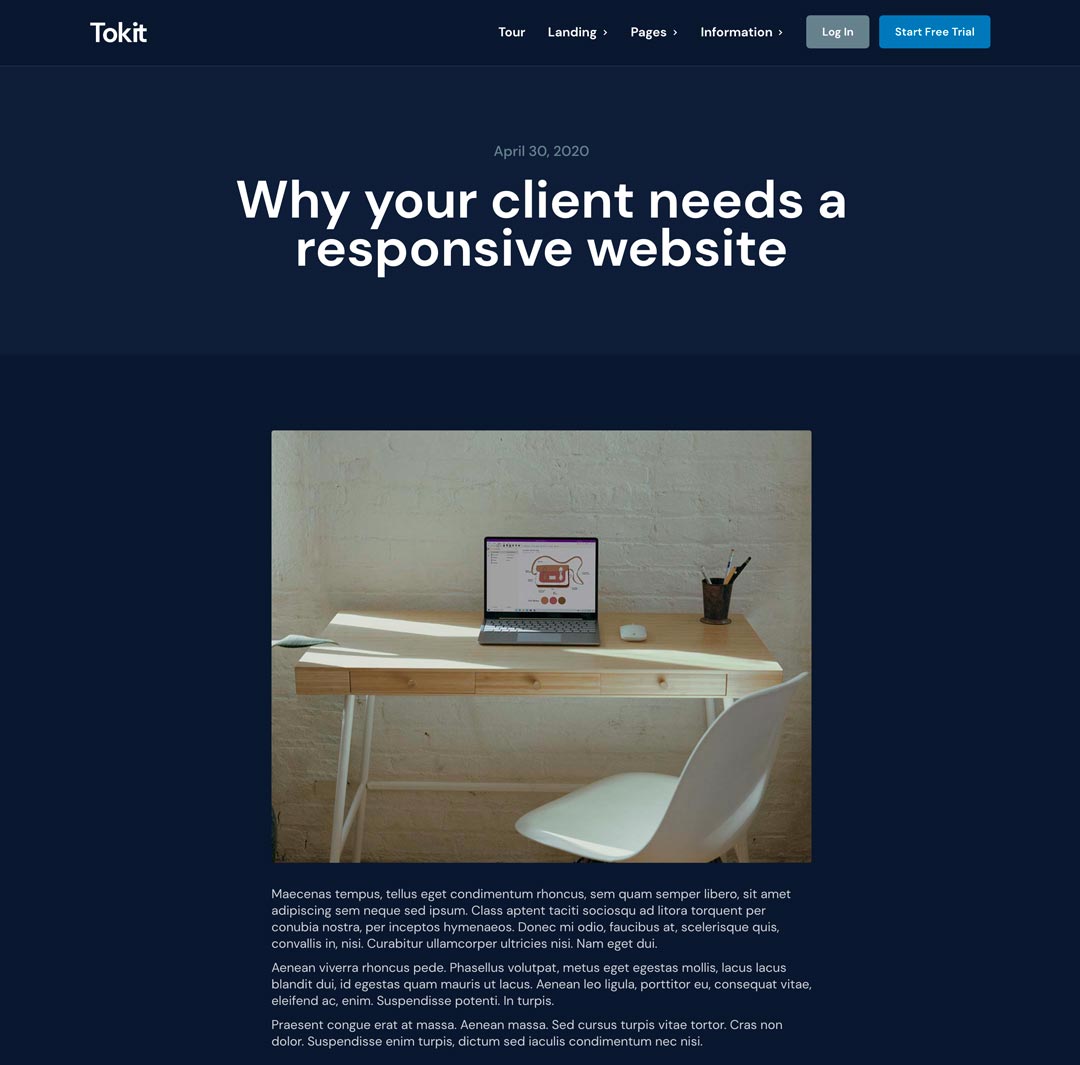 Tokit
Tour Landing Pages Information Log In Start Free Trial
April 30, 2020
Why your client needs a
responsive website
Maecenas tempus, tellus eget condimentum rhoncus, sem quam semper libero, sit amet
adipiscing sem neque sed ipsum. Class aptent taciti sociosqu ad litora torquent per
conubia nostra, per inceptos hymenaeos. Donec mi odio, faucibus at, scelerisque quis,
convallis in, nisi. Curabitur ullamcorper ultricies nisi. Nam eget dui.
Aenean viverra rhoncus pede. Phasellus volutpat, metus eget egestas mollis, lacus lacus
blandit dui, id egestas quam mauris ut lacus. Aenean leo ligula, porttitor eu, consequat vitae,
eleifend ac, enim. Suspendisse potenti. In turpis.
Praesent congue erat at massa. Aenean massa. Sed cursus turpis vitae tortor. Cras non
dolor. Suspendisse enim turpis, dictum sed iaculis condimentum nec nisi.